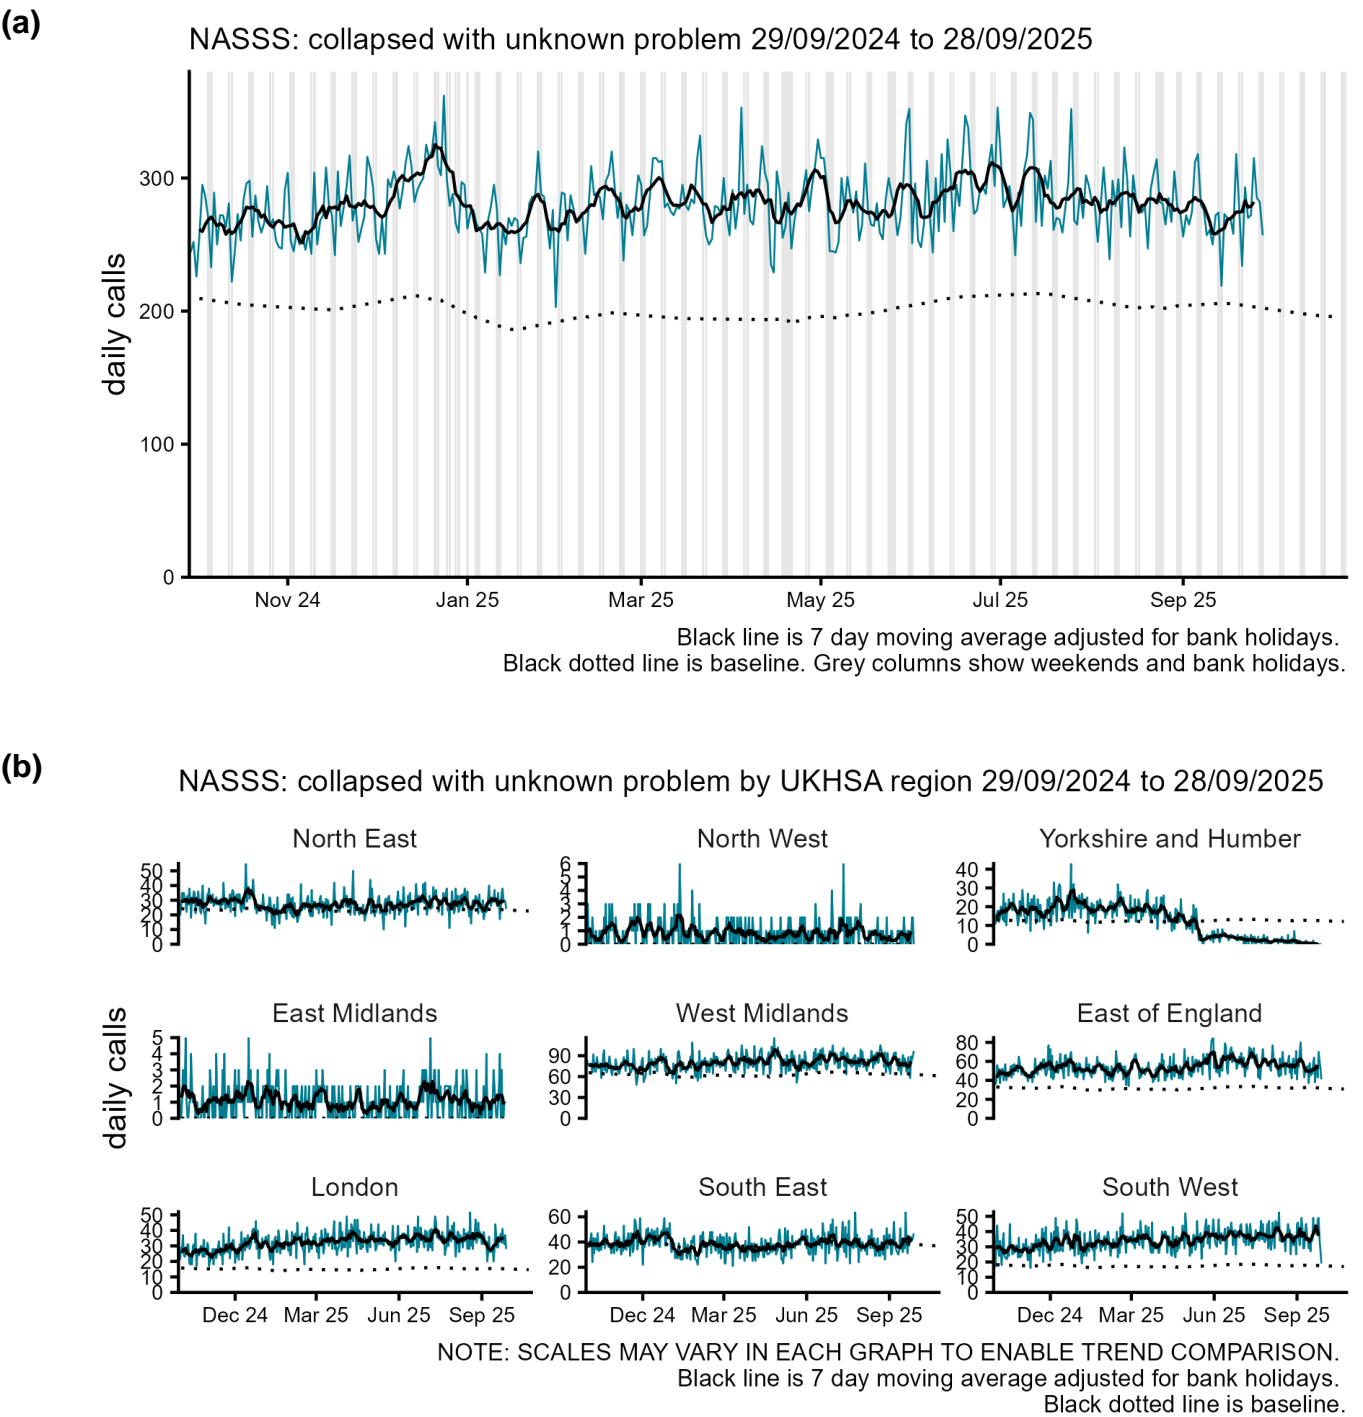 (a)
NASSS: collapsed with unknown problem 29/09/2024 to 28/09/2025
daily calls
300
200
100
0
Nov 24 Jan 25 Mar 25 May 25 Jul 25 Sep 25
Black line is 7 day moving average adjusted for bank holidays.
Black dotted line is baseline. Grey columns show weekends and bank holidays.
(b)
NASSS: collapsed with unknown problem by UKHSA region 29/09/2024 to 28/09/2025
daily calls
North East
50
40
30
20
10
0
North West
6
5
4
3
2
1
0
Yorkshire and Humber
40
30
20
10
0
East Midlands
5
4
3
2
1
0
West Midlands
90
60
30
0
East of England
80
60
40
20
0
London
50
40
30
20
10
0
South East
60
40
20
0
South West
50
40
30
20
10
0
Dec 24 Mar 25 Jun 25 Sep 25
Dec 24 Mar 25 Jun 25 Sep 25
Dec 24 Mar 25 Jun 25 Sep 25
NOTE: SCALES MAY VARY IN EACH GRAPH TO ENABLE TREND COMPARISON.
Black line is 7 day moving average adjusted for bank holidays.
Black dotted line is baseline.